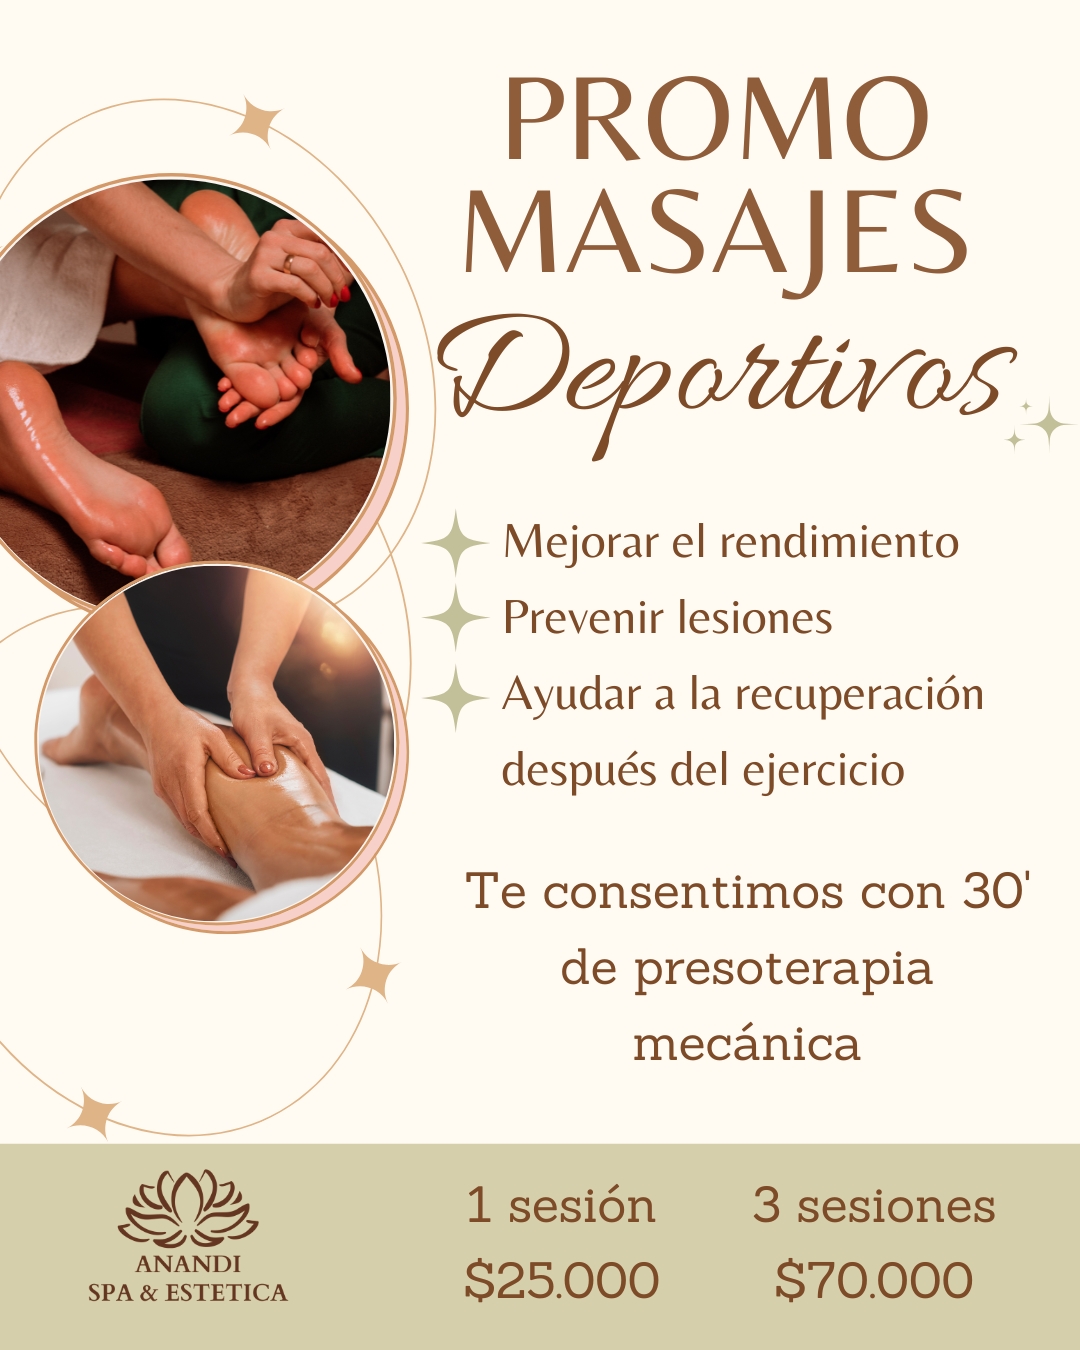 PROMO
MASAJES
Deportivos
Mejorar el rendimiento
Prevenir lesiones
Ayudar a la recuperación
después del ejercicio
Te consentimos con 30'
de presoterapia
mecánica
ANANDI
SPA & ESTETICA
1 sesión
$25.000
3 sesiones
$70.000